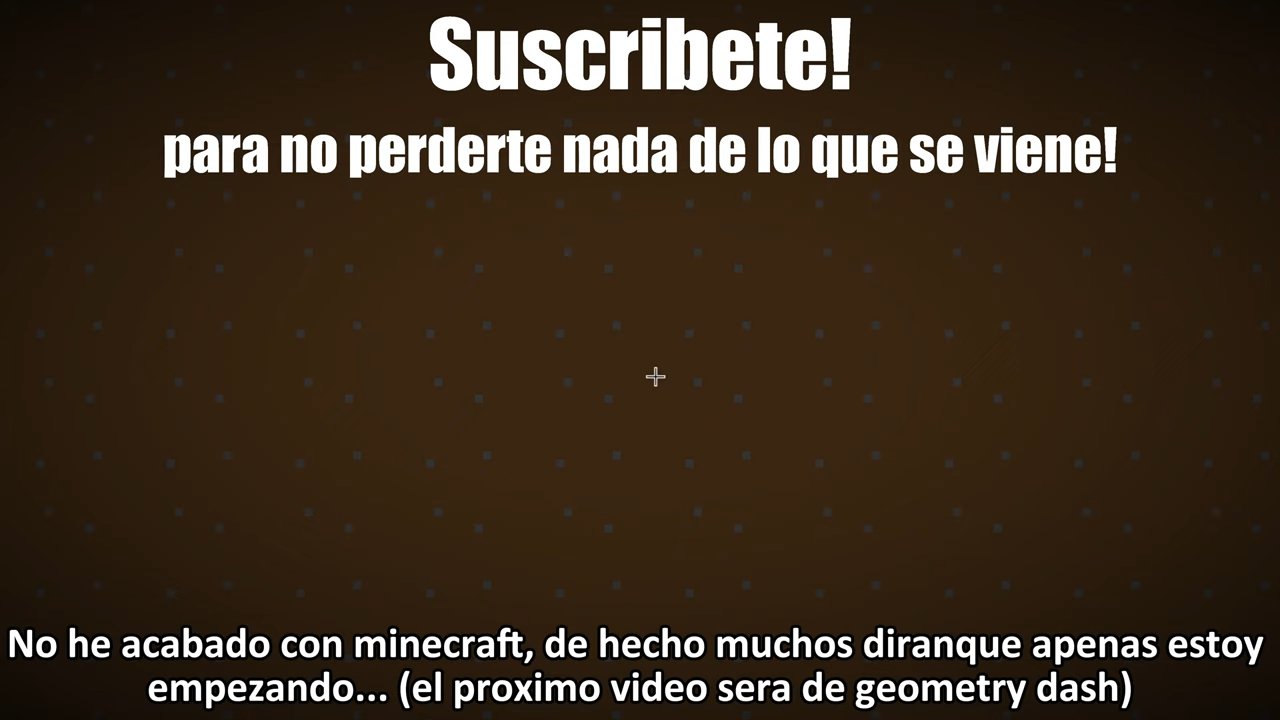 Suscribete!
para no perderte nada de lo que se viene!
No he acabado con minecraft, de hecho muchos diranque apenas estoy
empezando... (el proximo video sera de geometry dash)